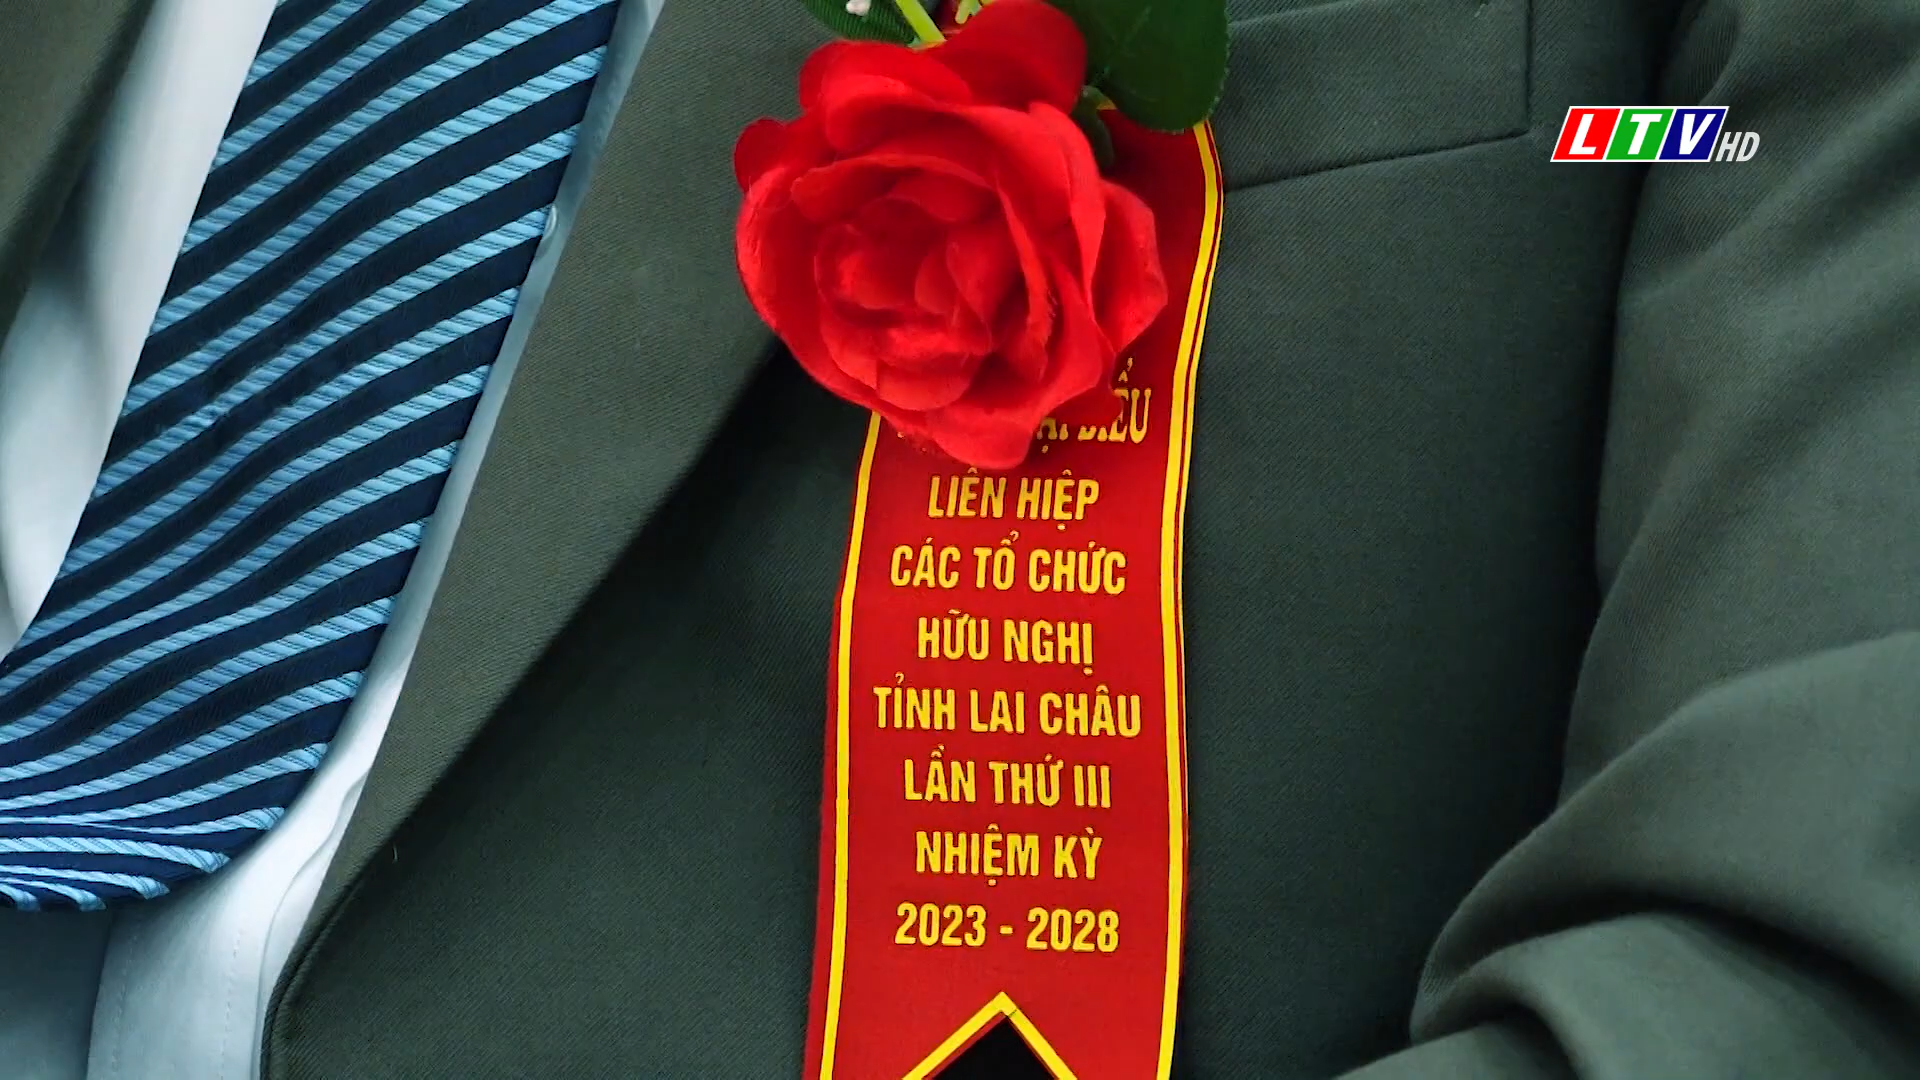 LTV HD
BIỂU
LIÊN HIỆP
CÁC TỔ CHỨC
HỮU NGHỊ
TỈNH LAI CHÂU
LẦN THỨ III
NHIỆM KỲ
2023 - 2028